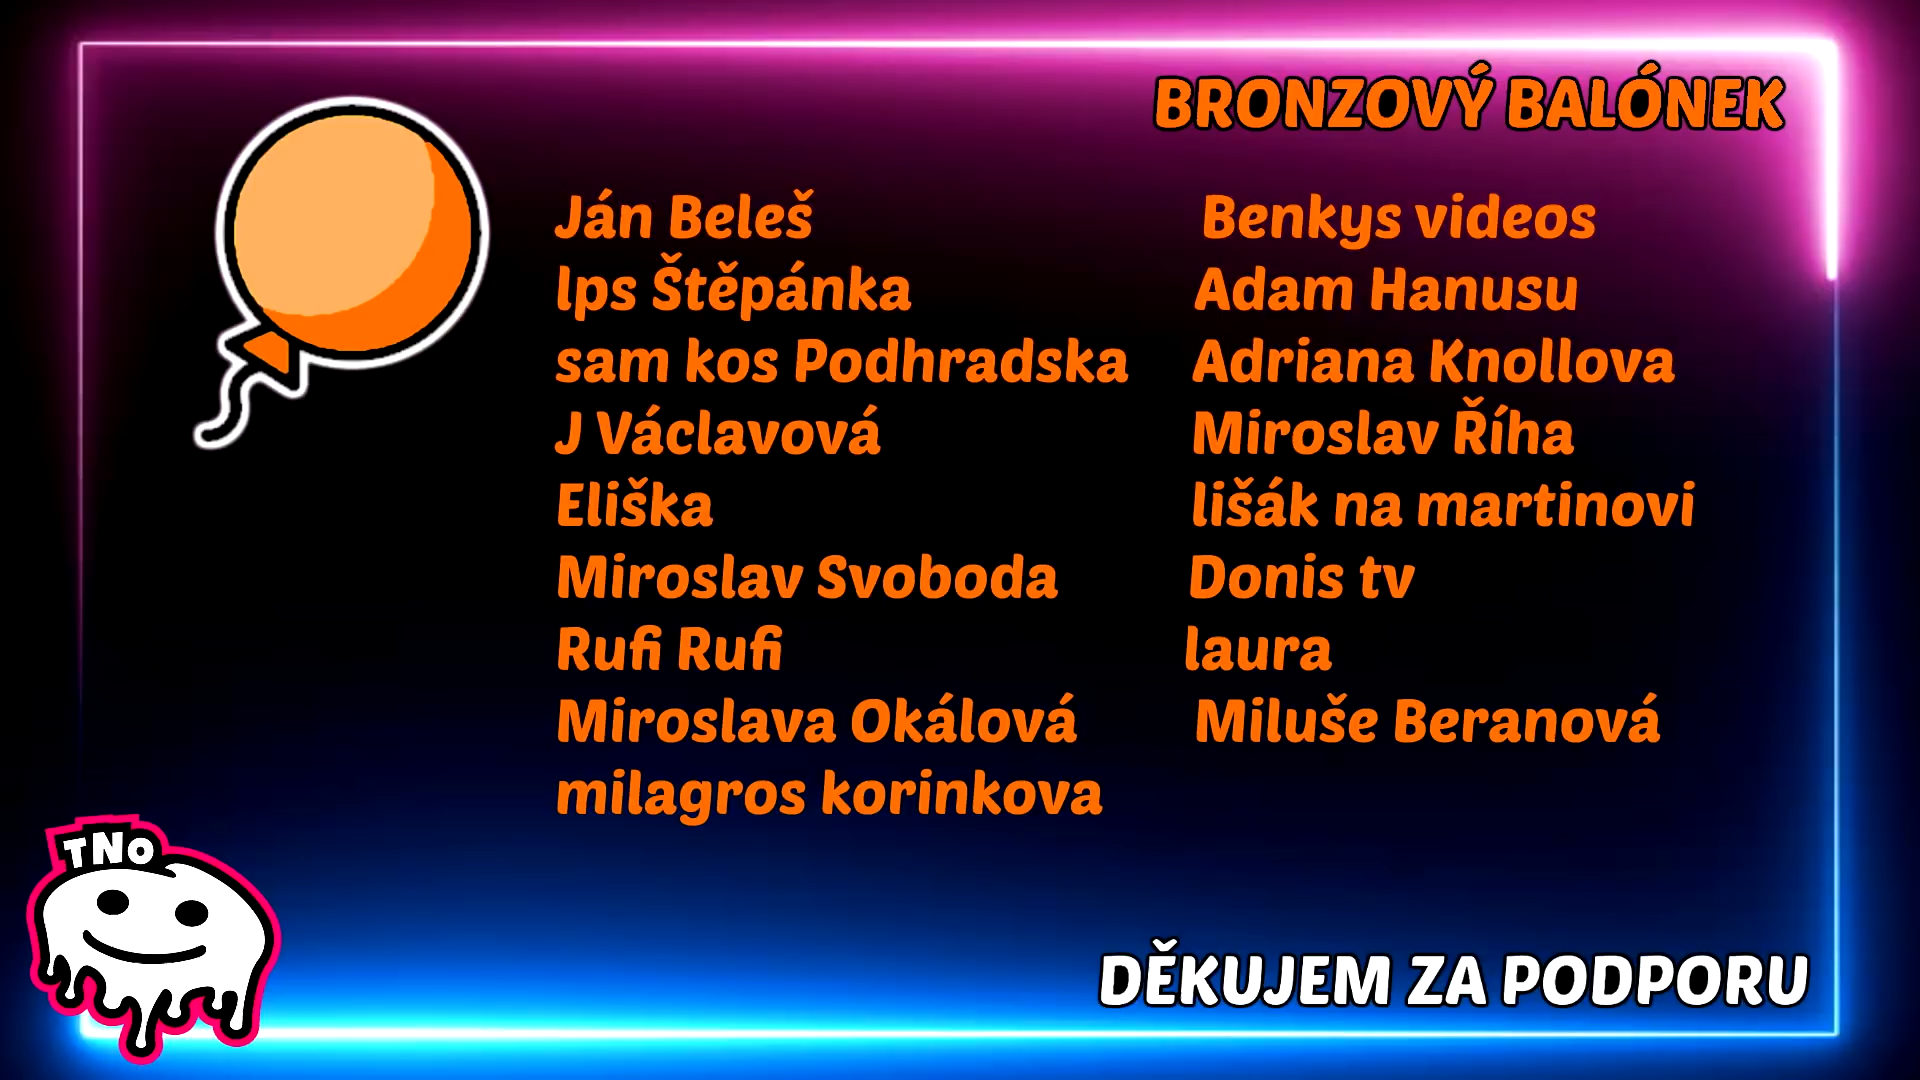 BRONZOVÝ BALÓNEK
Ján Beleš
lps Štěpánka
sam kos Podhradska
J Václavová
Eliška
Miroslav Svoboda
Rufi Rufi
Miroslava Okálová
milagros korinkova
Benkys videos
Adam Hanusu
Adriana Knollova
Miroslav Říha
lišák na martinovi
Donis tv
laura
Miluše Beranová
TNo
DĚKUJEM ZA PODPORU